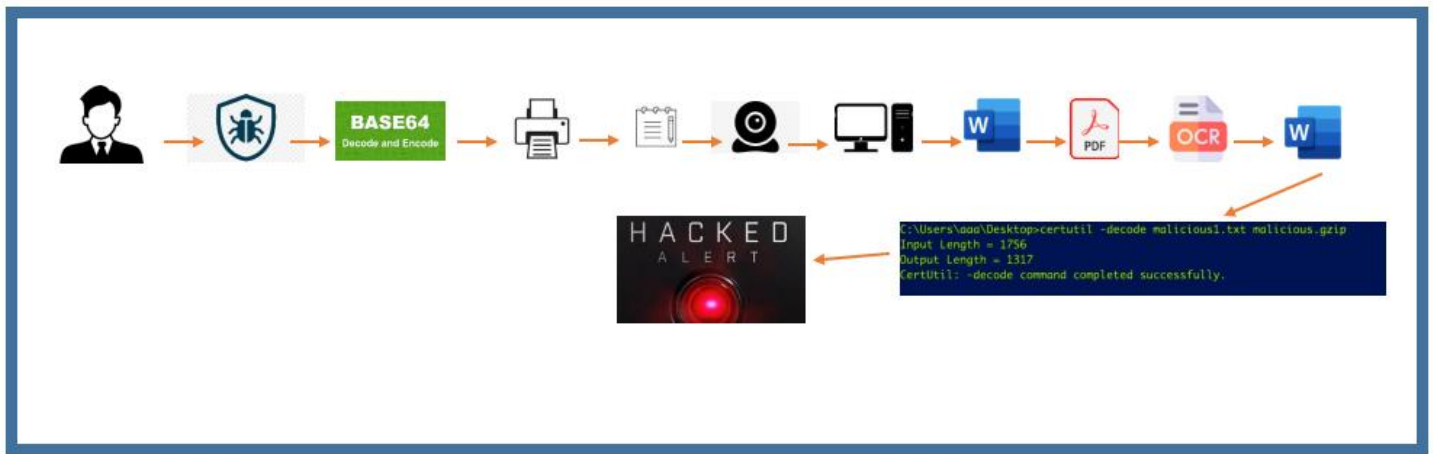 BASE64
Decode and Encode
W
PDF
OCR
W
HACKED
ALERT
C:\Users\aaa\Desktop>certutil -decode malicious1.txt malicious.gzip
Input Length = 1756
Output Length = 1317
CertUtil: -decode command completed successfully.